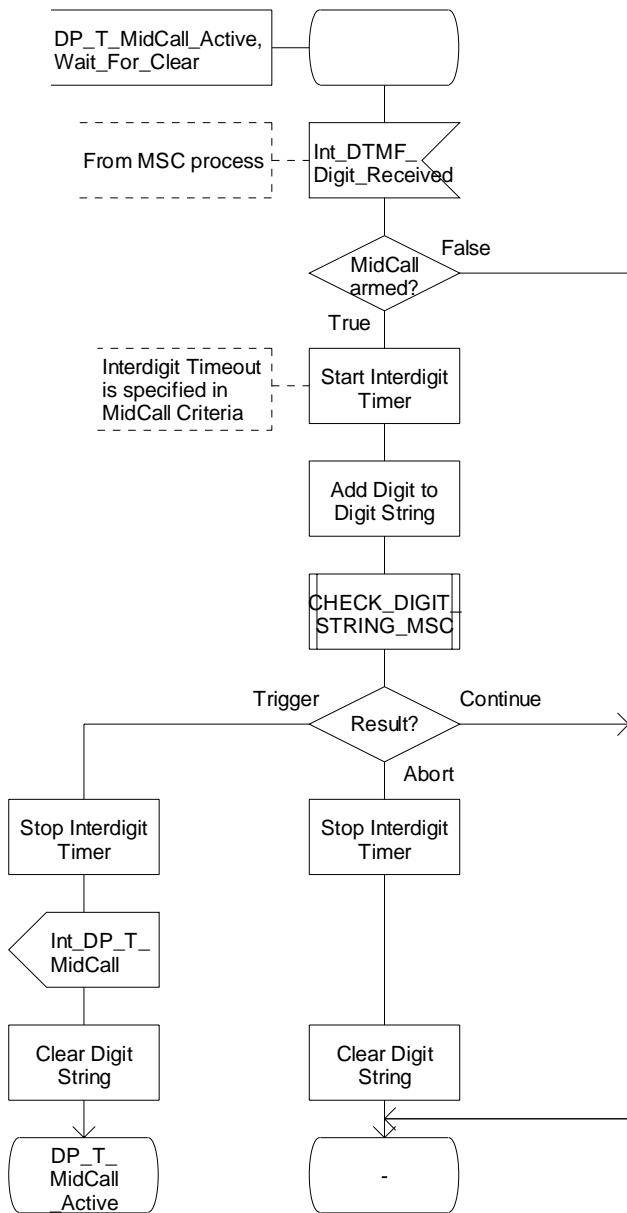 DP_T_MidCall_Active,
Wait_For_Clear
From MSC process
Int_DTMF_
Digit_Received
MidCall
armed?
False
True
Interdigit Timeout
is specified in
MidCall Criteria
Start Interdigit
Timer
Add Digit to
Digit String
CHECK_DIGIT_
STRING_MSC
Trigger
Result?
Continue
Abort
Stop Interdigit
Timer
Stop Interdigit
Timer
Int_DP_T_
MidCall
Clear Digit
String
Clear Digit
String
DP_T_
MidCall
_Active
-